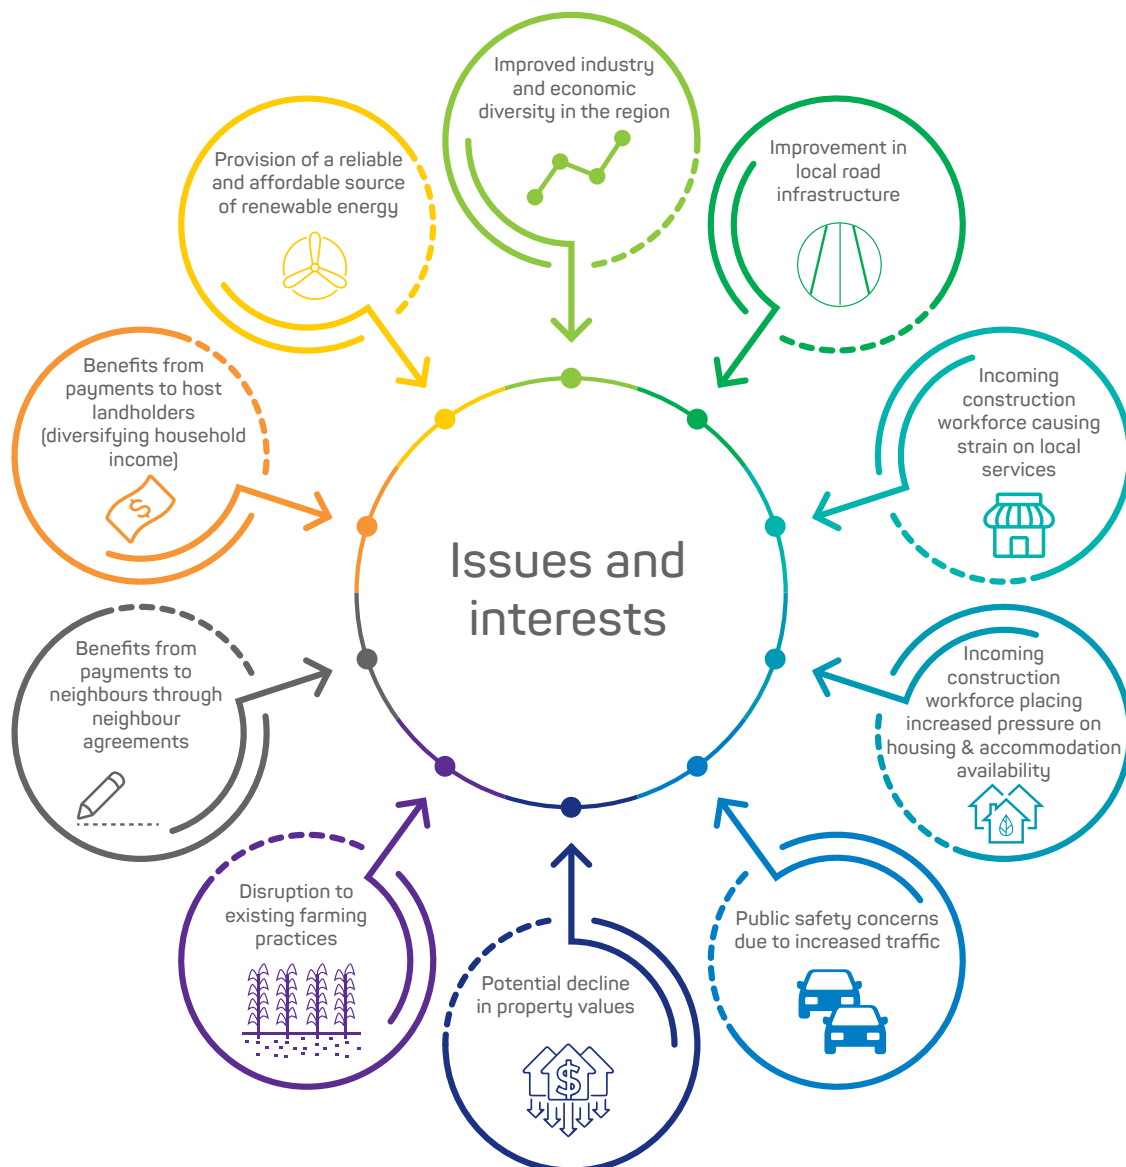 Improved industry
and economic
diversity in the region
Improvement in
local road
infrastructure
Incoming
construction
workforce causing
strain on local
services
Incoming
construction
workforce placing
increased pressure on
housing & accommodation
availability
Public safety concerns
due to increased traffic
Potential decline
in property values
$
Disruption to
existing farming
practices
Benefits from
payments to
neighbours through
neighbour
agreements
Benefits from
payments to host
landholders
(diversifying household
income)
$
Provision of a reliable
and affordable source
of renewable energy
Issues and
interests